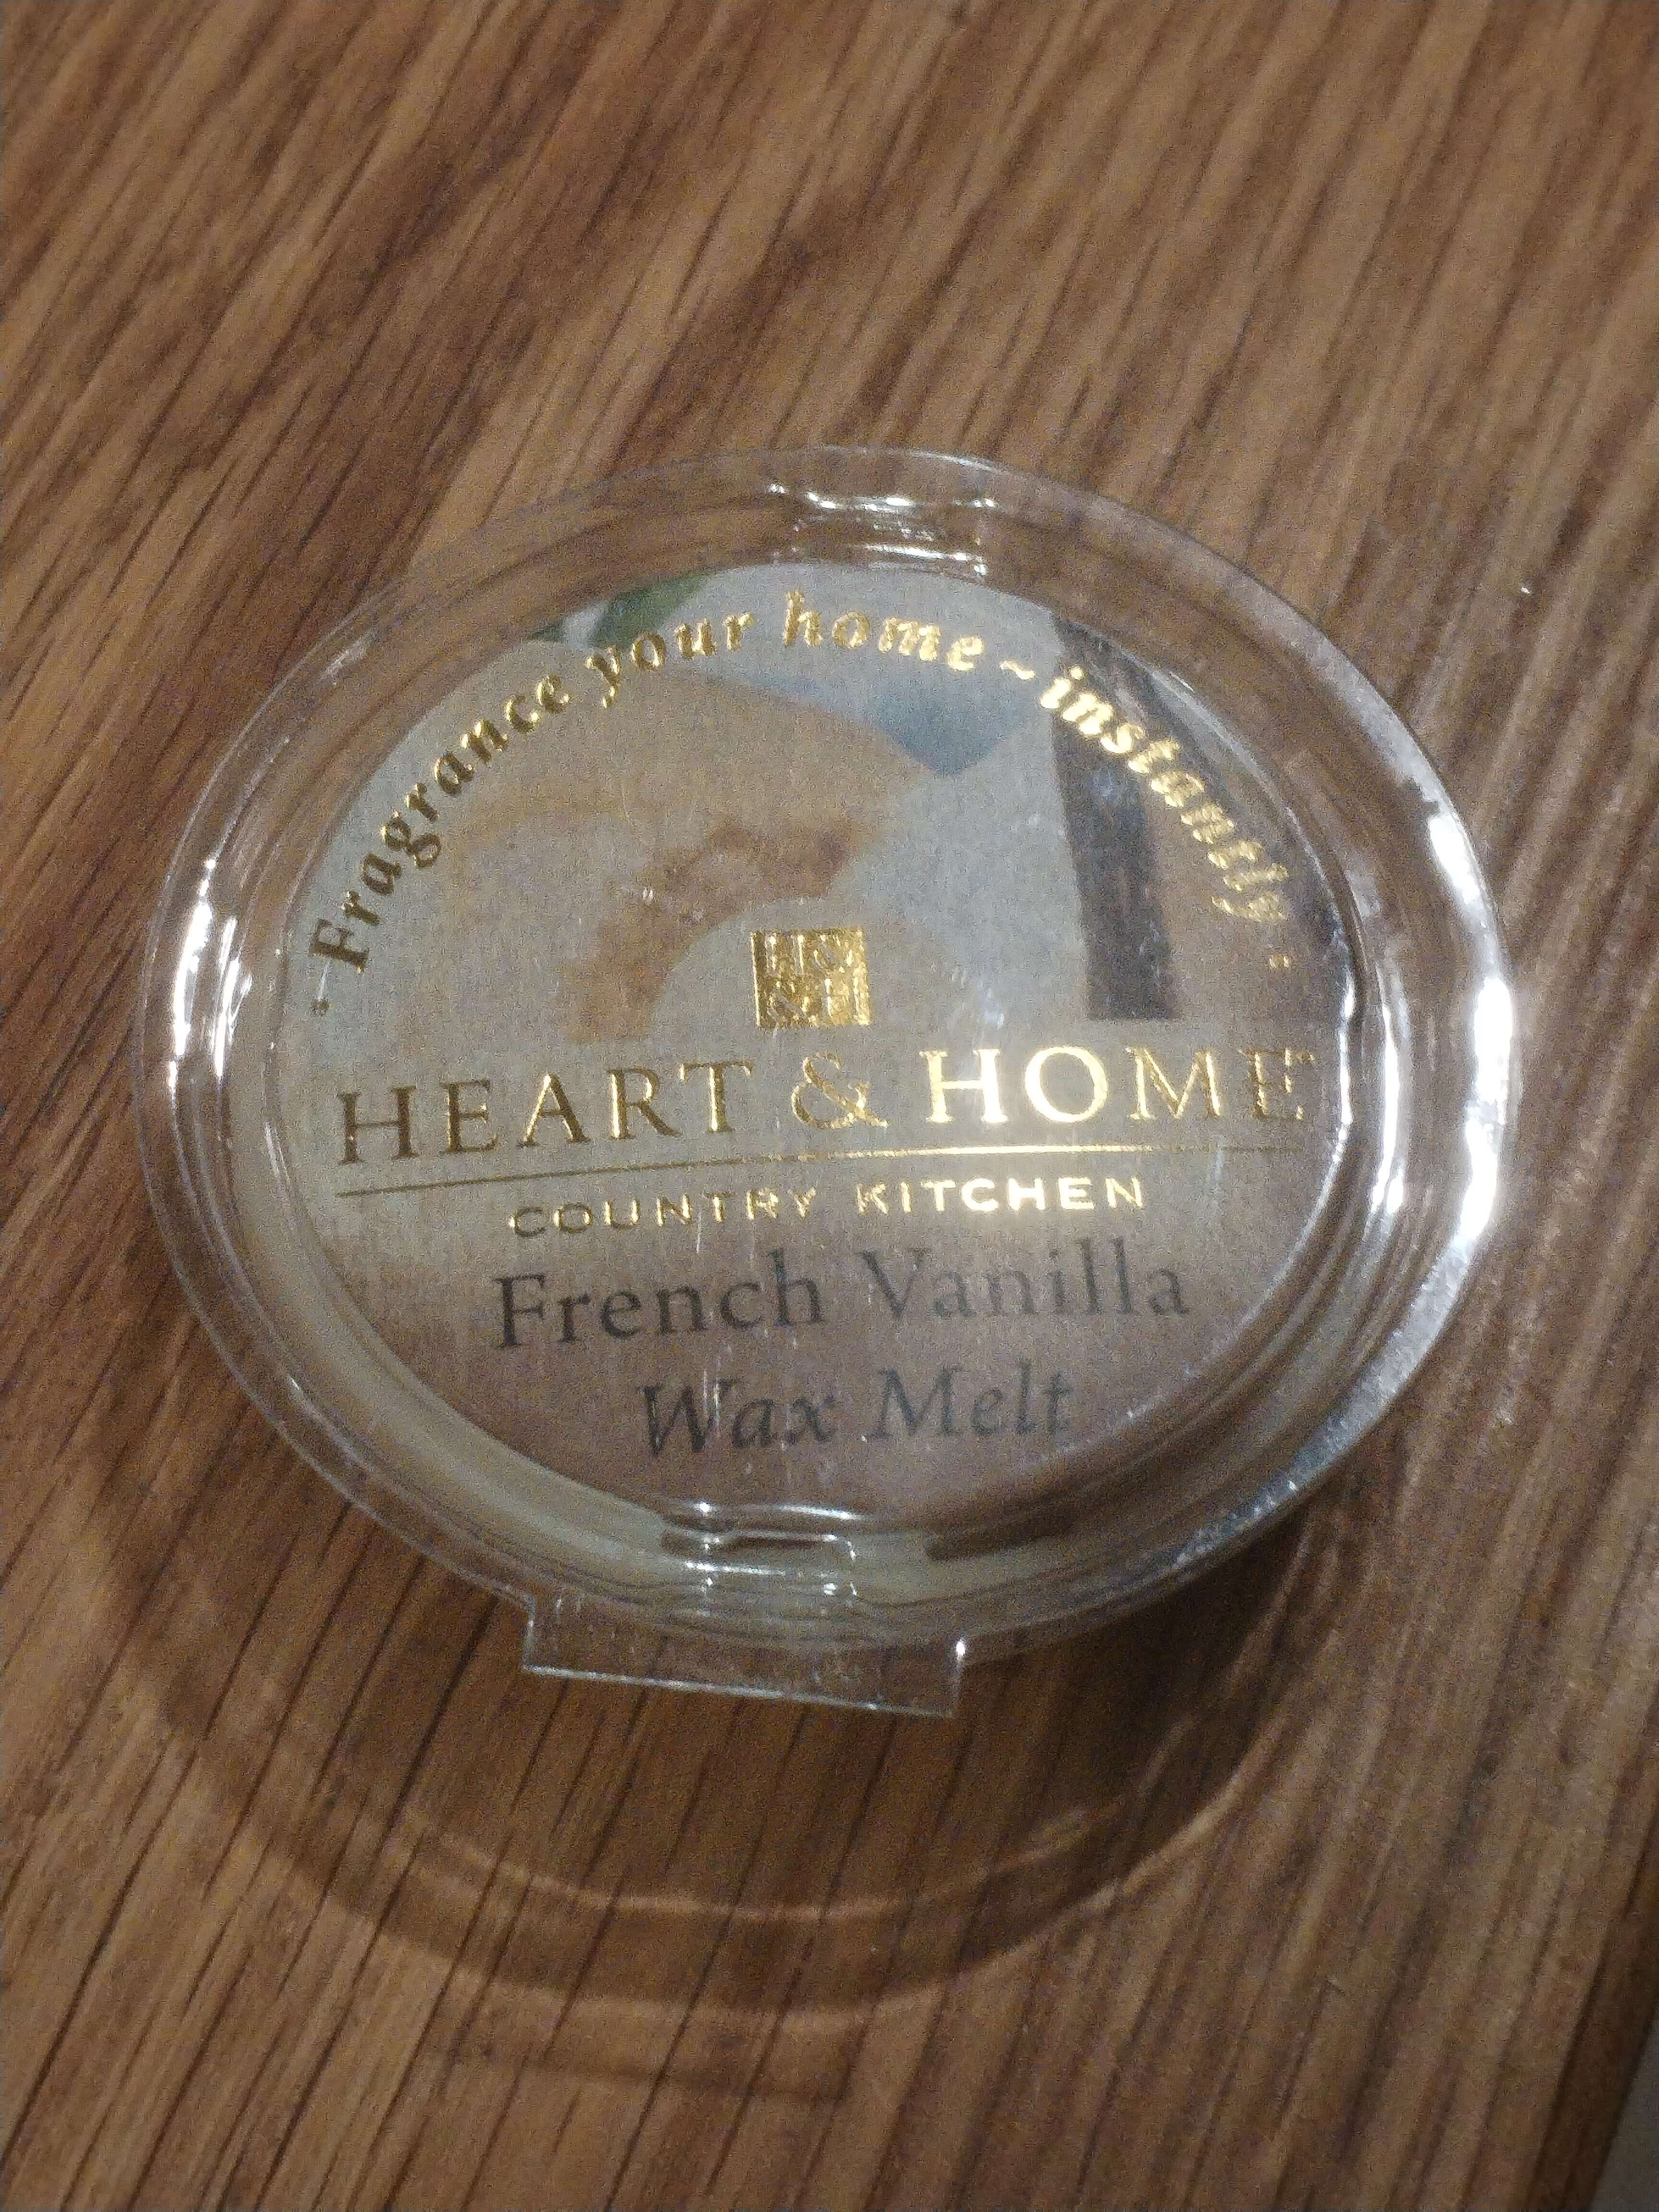 Fragrance your home ~ instantly
H&
&H
HEART & HOME
COUNTRY KITCHEN
French Vanilla
Wax Melt